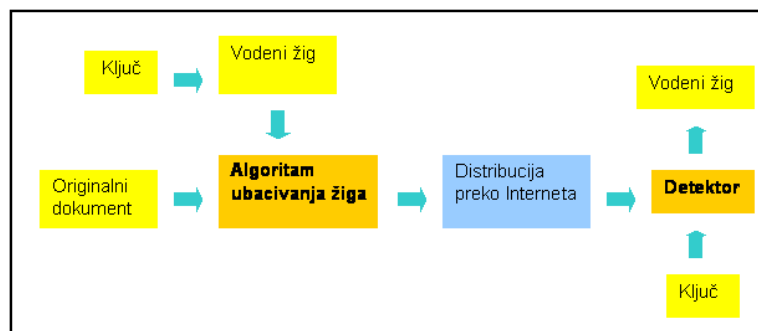 Ključ
Vodeni žig
Vodeni žig
Originalni
dokument
Algoritam
ubacivanja žiga
Distribucija
preko Interneta
Detektor
Ključ